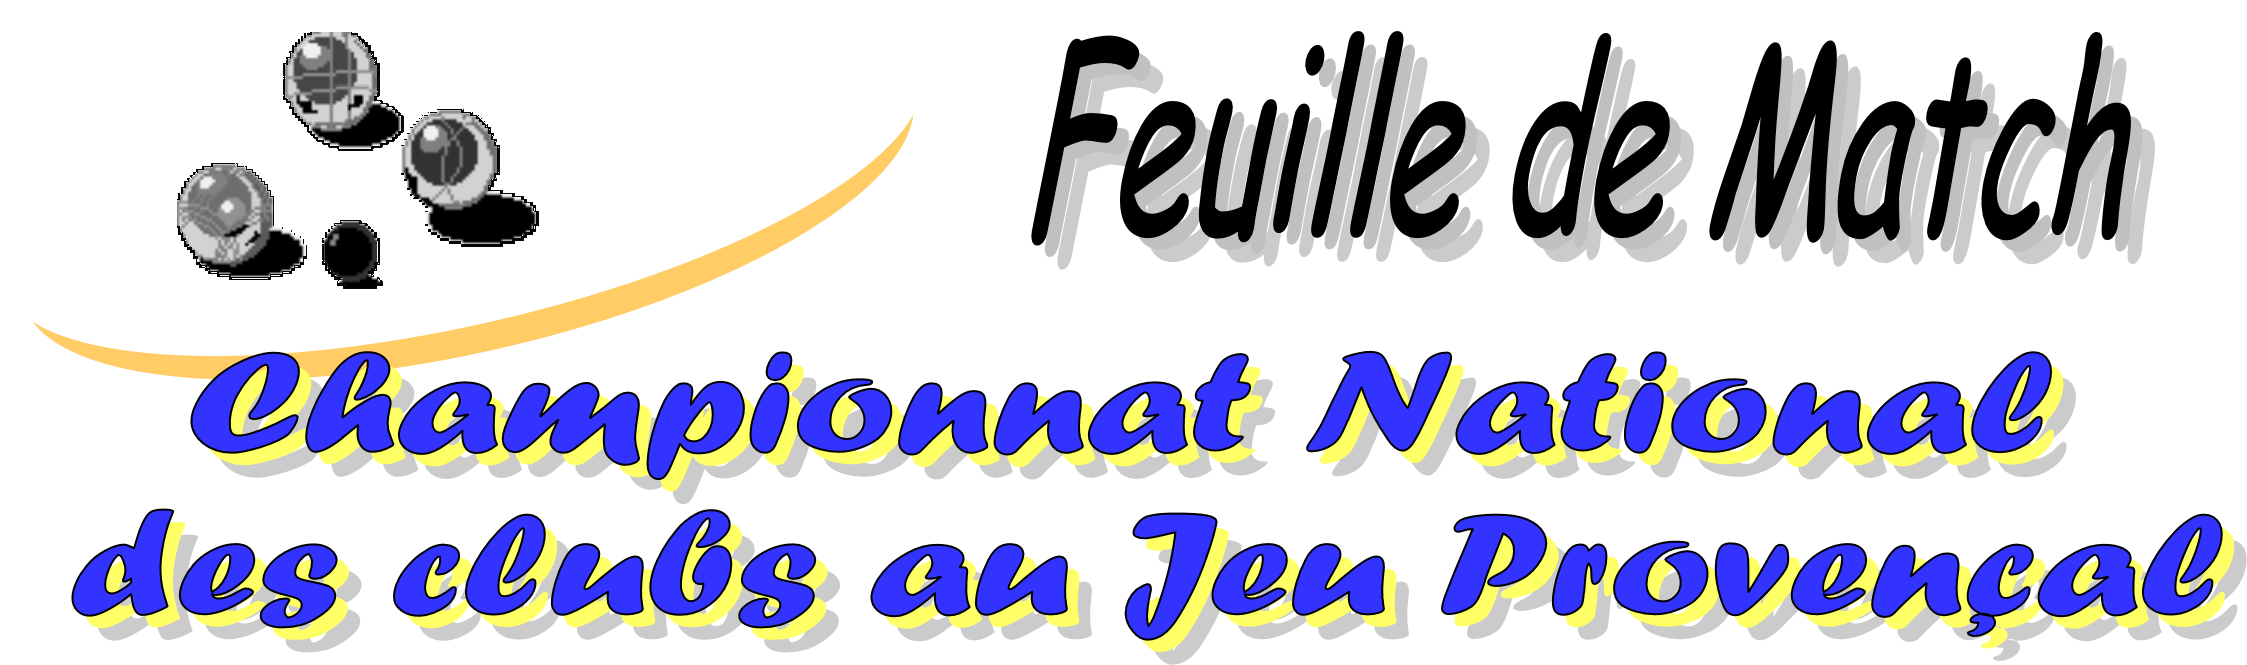 Feuille de Match
Championnat National
des clubs au Jeu Provençal